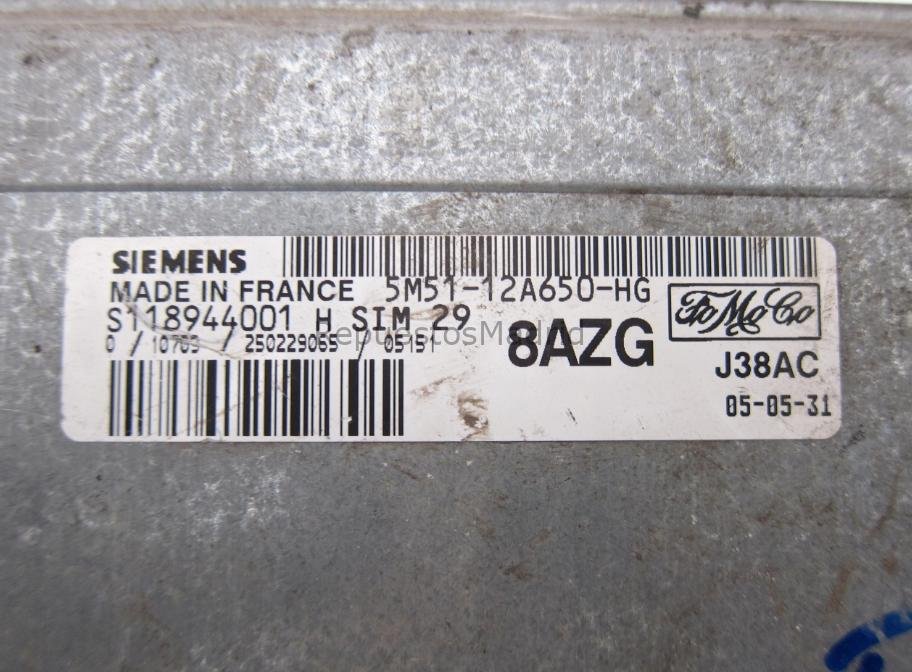 SIEMENS
MADE IN FRANCE 5M51-12A650-HG
S118944001 H SIM 29
repuestosMadrid
0 / 10703 / 250229065 / 05151
8AZG
FoMoCo
J38AC
05-05-31